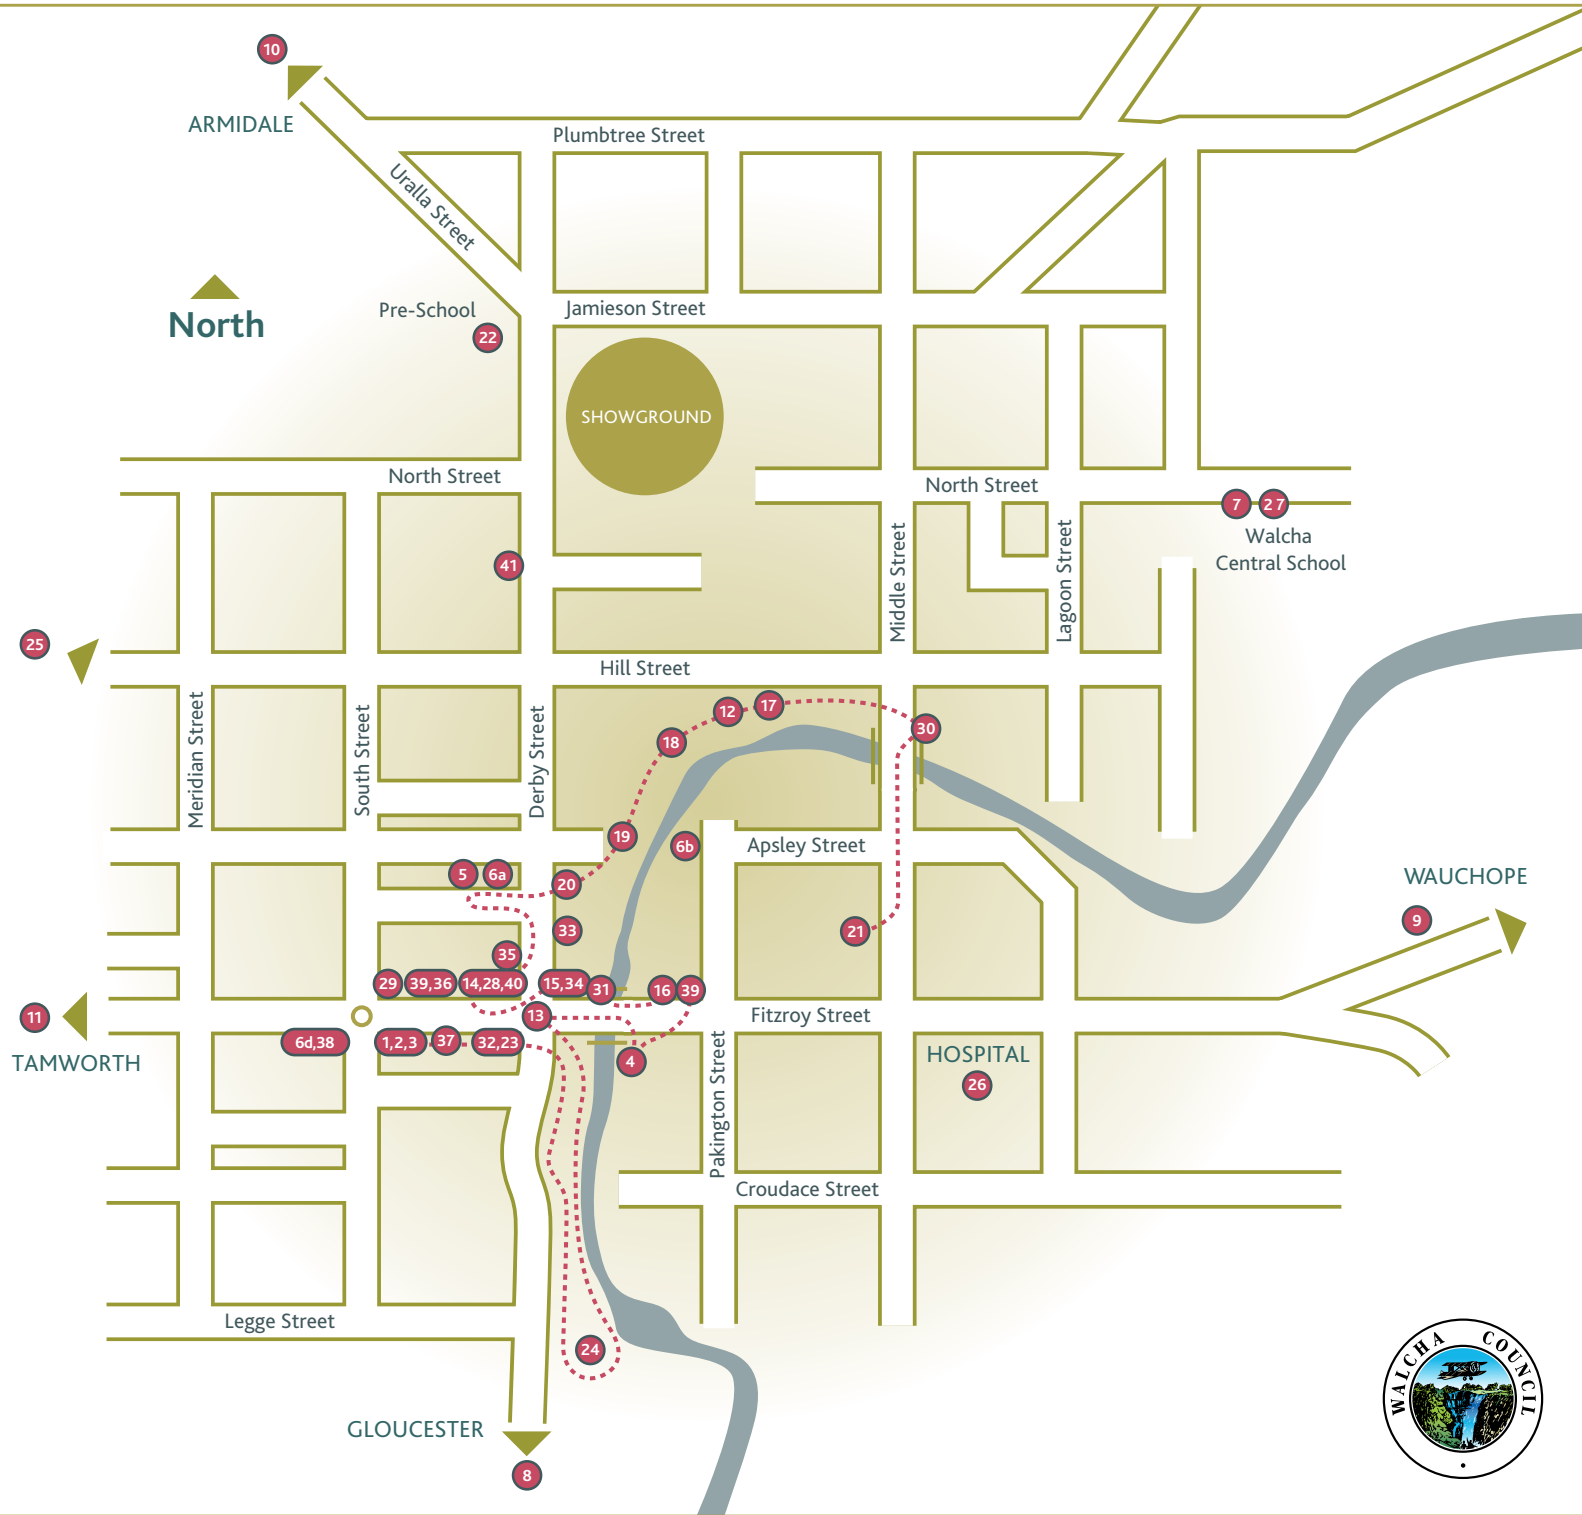 10
ARMIDALE
Plumbtree Street
Uralla Street
North
Pre-School
22
Jamieson Street
SHOWGROUND
North Street
North Street
7
27
Walcha
Central School
41
Middle Street
Lagoon Street
25
Hill Street
Meridian Street
South Street
Derby Street
12
17
18
30
19
6b
Apsley Street
5
6a
20
WAUCHOPE
9
33
21
35
29
39,36
14,28,40
15,34
31
16
39
11
TAMWORTH
13
Fitzroy Street
6d,38
1,2,3
37
32,23
4
HOSPITAL
26
Pakington Street
Croudace Street
Legge Street
24
GLOUCESTER
8
WALCHA COUNCIL